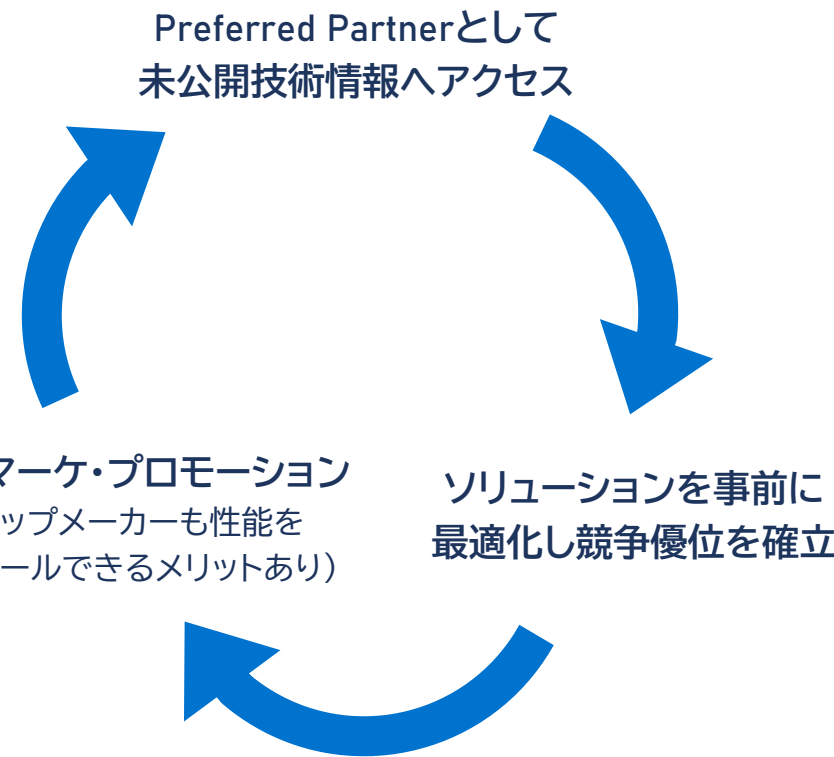 Preferred Partnerとして
未公開技術情報へアクセス
マーケ・プロモーション
ップメーカーも性能を
ールできるメリットあり）
ソリューションを事前に
最適化し競争優位を確立